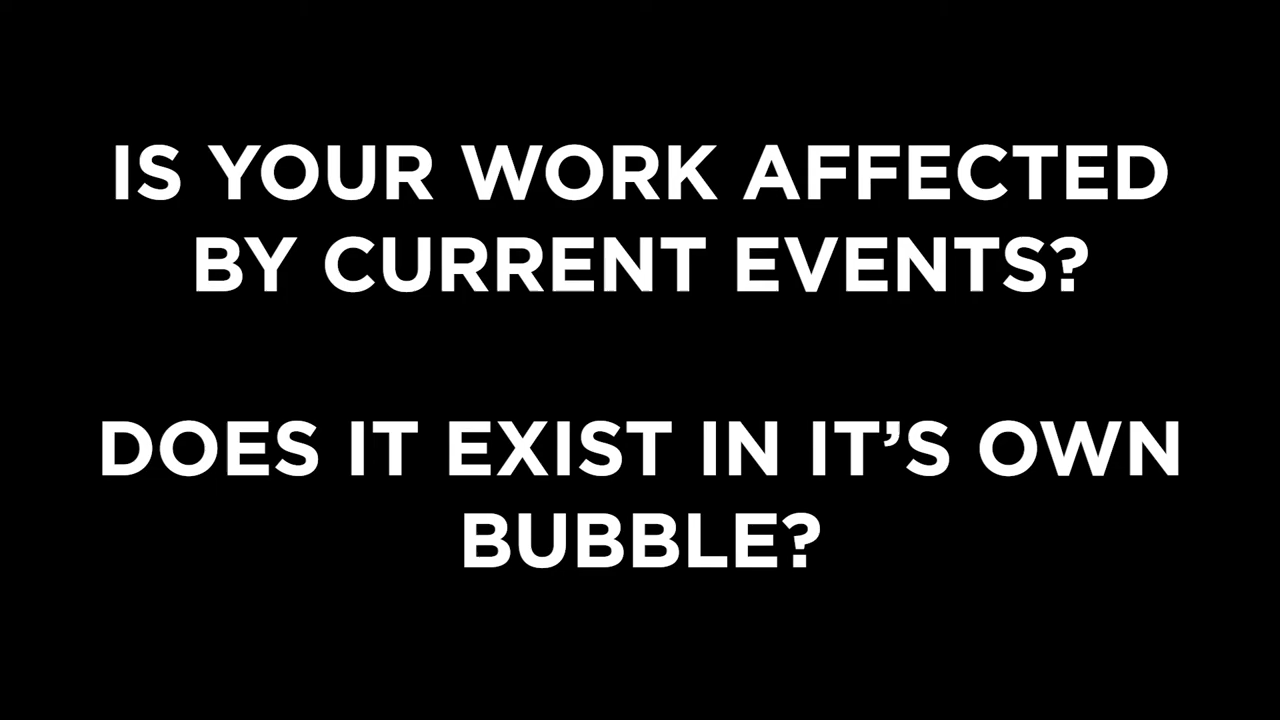 IS YOUR WORK AFFECTED
BY CURRENT EVENTS?
DOES IT EXIST IN IT’S OWN
BUBBLE?